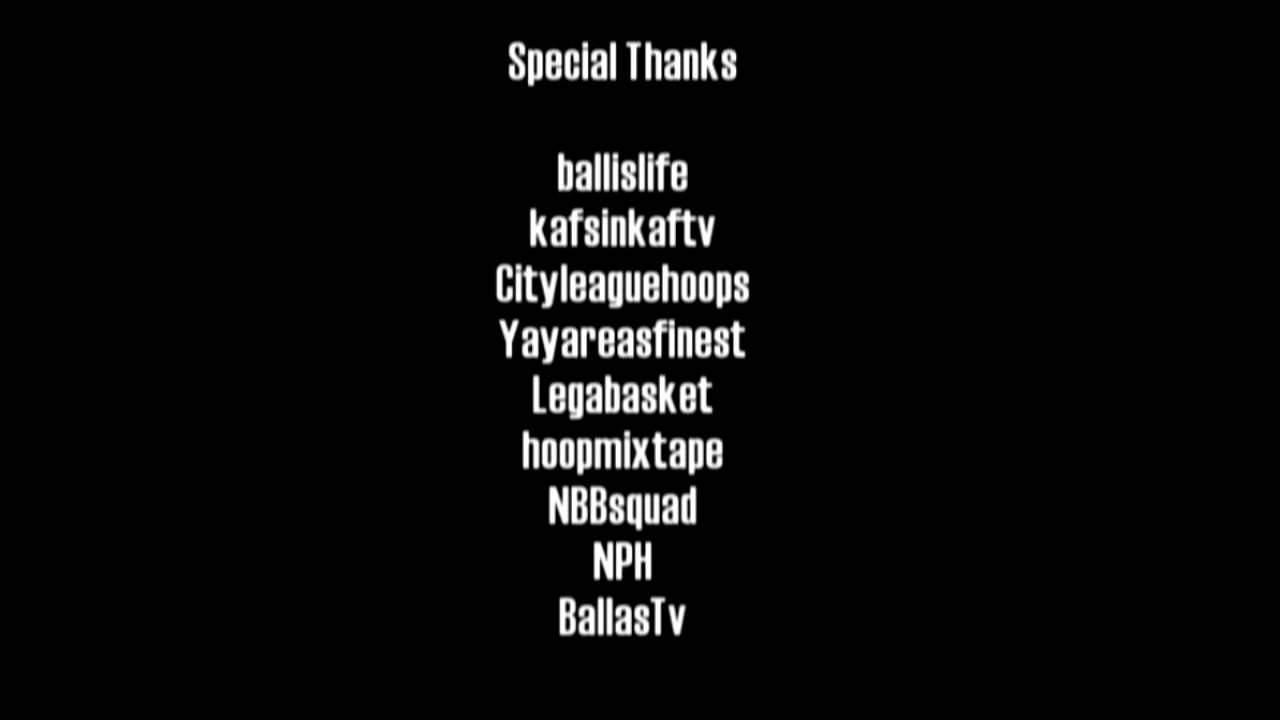 Special Thanks
ballislife
kafsinkaftv
Cityleaguehoops
Yayareasfinest
Legabasket
hoopmixtape
NBBsquad
NPH
BallasTv